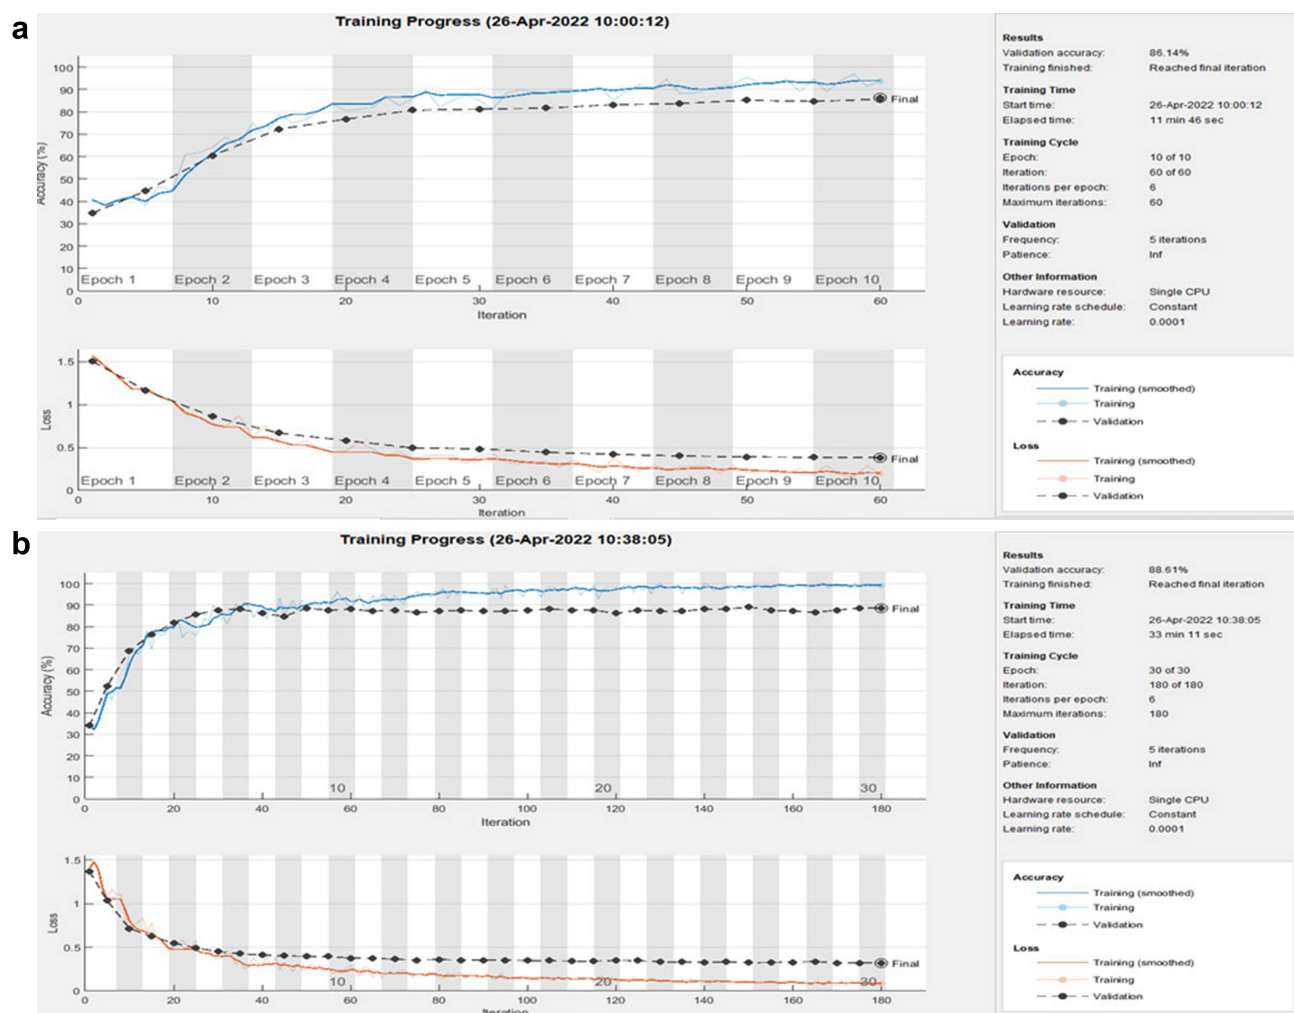 a
Training Progress (26-Apr-2022 10:00:12)
Accuracy (%)
100
90
80
70
60
50
40
30
20
10
0
Final
Epoch 1 Epoch 2 Epoch 3 Epoch 4 Epoch 5 Epoch 6 Epoch 7 Epoch 8 Epoch 9 Epoch 10
0 10 20 30 40 50 60
Iteration
Loss
1.5
1
0.5
0
Final
Epoch 1 Epoch 2 Epoch 3 Epoch 4 Epoch 5 Epoch 6 Epoch 7 Epoch 8 Epoch 9 Epoch 10
0 10 20 30 40 50 60
Iteration
Results
Validation accuracy: 86.14%
Training finished: Reached final iteration
Training Time
Start time: 26-Apr-2022 10:00:12
Elapsed time: 11 min 46 sec
Training Cycle
Epoch: 10 of 10
Iteration: 60 of 60
Iterations per epoch: 6
Maximum iterations: 60
Validation
Frequency: 5 iterations
Patience: Inf
Other Information
Hardware resource: Single CPU
Learning rate schedule: Constant
Learning rate: 0.0001
Accuracy
Training (smoothed)
Training
Validation
Loss
Training (smoothed)
Training
Validation
b
Training Progress (26-Apr-2022 10:38:05)
Accuracy (%)
100
90
80
70
60
50
40
30
20
10
0
Final
10 20 30
0 20 40 60 80 100 120 140 160 180
Iteration
Loss
1.5
1
0.5
0
Final
10 20 30
0 20 40 60 80 100 120 140 160 180
Iteration
Results
Validation accuracy: 88.61%
Training finished: Reached final iteration
Training Time
Start time: 26-Apr-2022 10:38:05
Elapsed time: 33 min 11 sec
Training Cycle
Epoch: 30 of 30
Iteration: 180 of 180
Iterations per epoch: 6
Maximum iterations: 180
Validation
Frequency: 5 iterations
Patience: Inf
Other Information
Hardware resource: Single CPU
Learning rate schedule: Constant
Learning rate: 0.0001
Accuracy
Training (smoothed)
Training
Validation
Loss
Training (smoothed)
Training
Validation